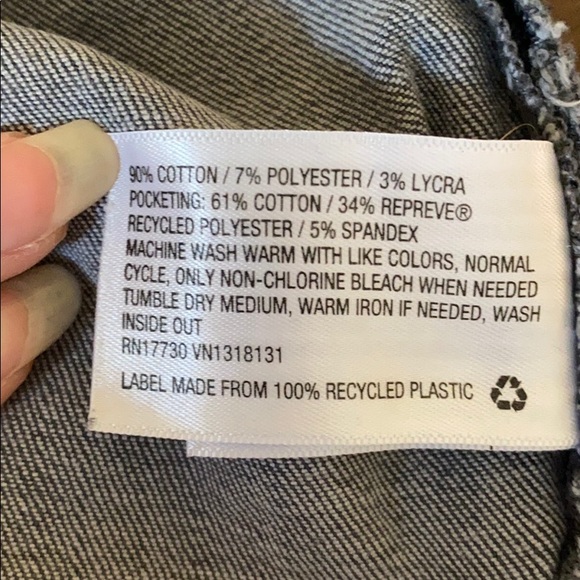 90% COTTON / 7% POLYESTER / 3% LYCRA
POCKETING: 61% COTTON / 34% REPREVE®
RECYCLED POLYESTER / 5% SPANDEX
MACHINE WASH WARM WITH LIKE COLORS, NORMAL
CYCLE, ONLY NON-CHLORINE BLEACH WHEN NEEDED
TUMBLE DRY MEDIUM, WARM IRON IF NEEDED, WASH
INSIDE OUT
RN17730 VN1318131
LABEL MADE FROM 100% RECYCLED PLASTIC